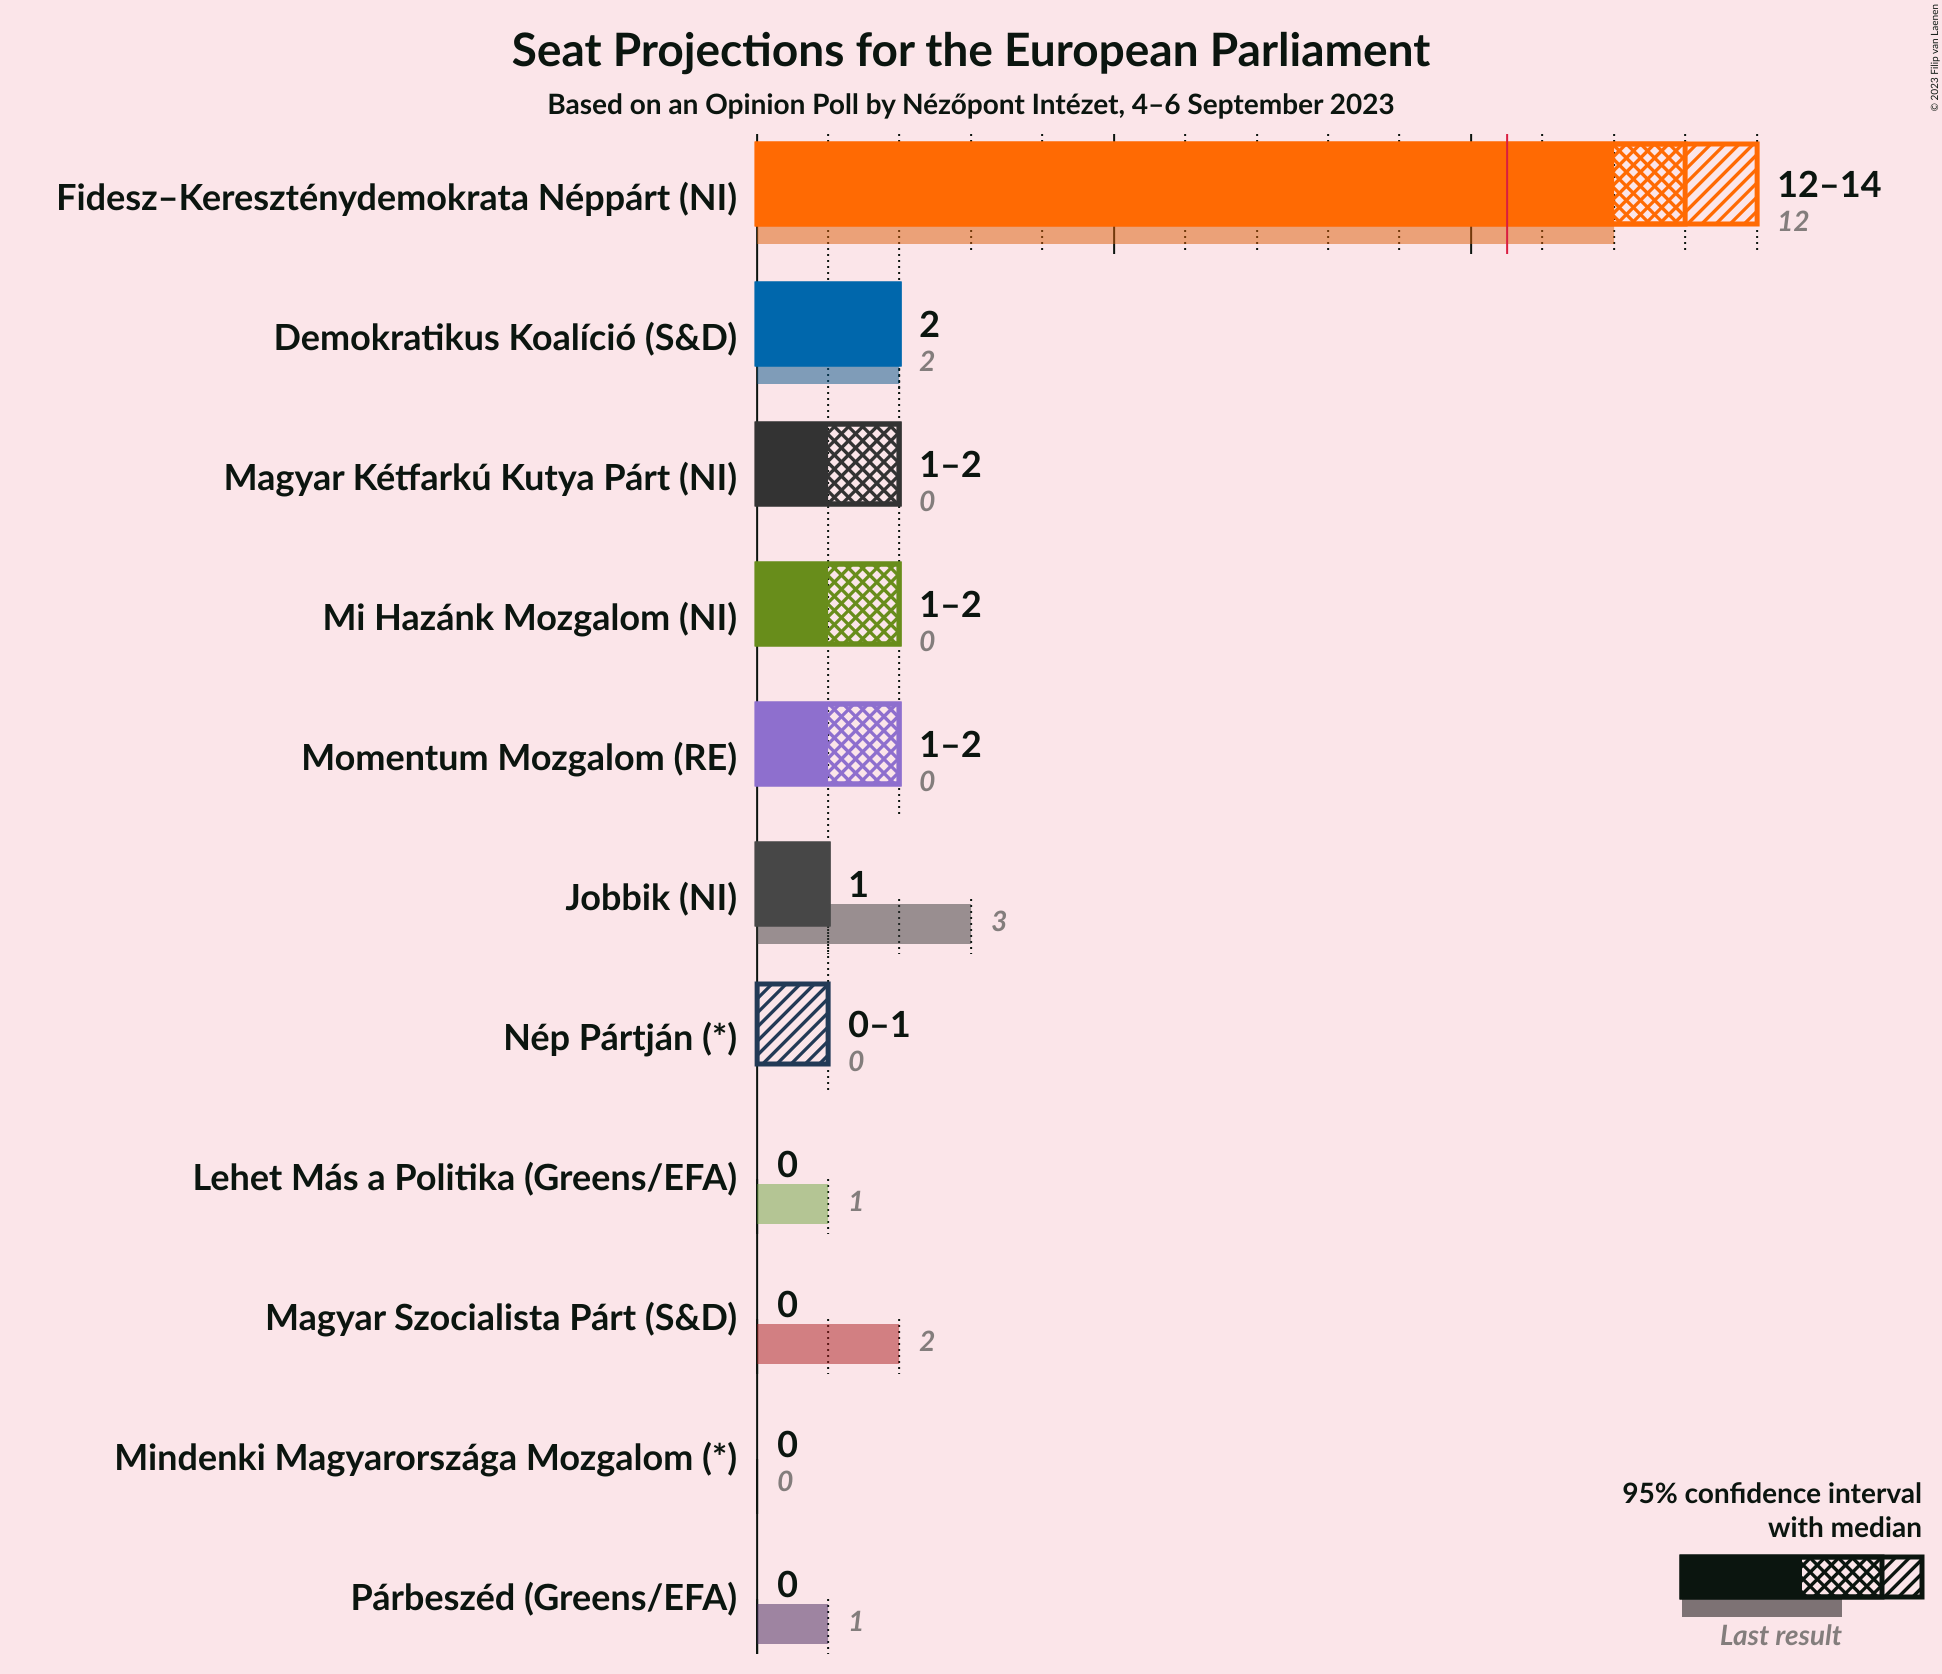 Seat Projections for the European Parliament
Based on an Opinion Poll by Nézőpont Intézet, 4–6 September 2023
© 2023 Filip van Laenen
Fidesz–Kereszténydemokrata Néppárt (NI)
12–14
12
Demokratikus Koalíció (S&D)
2
2
Magyar Kétfarkú Kutya Párt (NI)
1–2
0
Mi Hazánk Mozgalom (NI)
1–2
0
Momentum Mozgalom (RE)
1–2
0
Jobbik (NI)
1
3
Nép Pártján (*)
0–1
0
Lehet Más a Politika (Greens/EFA)
0
1
Magyar Szocialista Párt (S&D)
0
2
Mindenki Magyarországa Mozgalom (*)
0
0
Párbeszéd (Greens/EFA)
0
1
95% confidence interval
with median
Last result